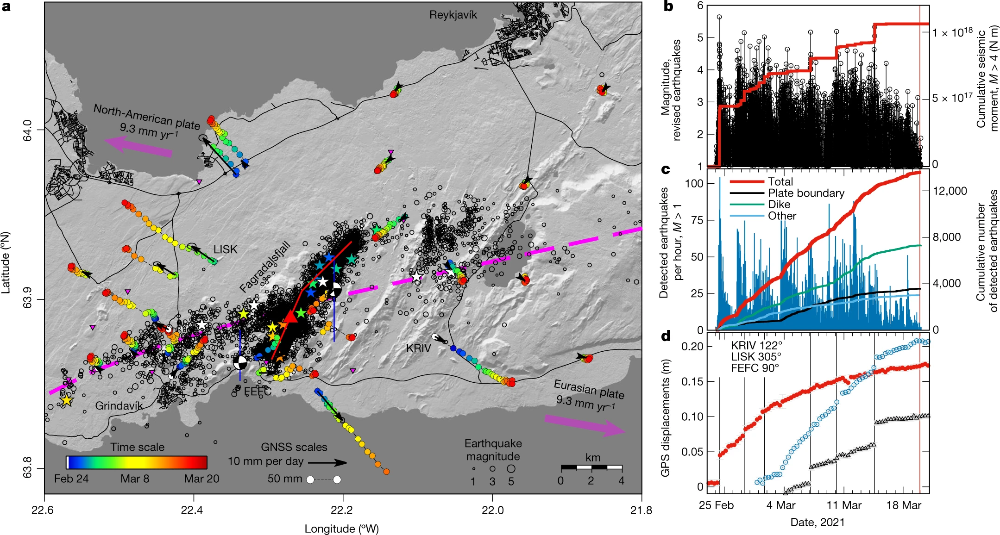 a
Reykjavík
North-American plate
9.3 mm yr⁻¹
LISK
Fagradalsfjall
KRIV
FEFC
Grindavík
Eurasian plate
9.3 mm yr⁻¹
Time scale
Feb 24
Mar 8
Mar 20
GNSS scales
10 mm per day
50 mm
Earthquake
magnitude
1 3 5
km
0 2 4
64.0
63.9
63.8
Latitude (ºN)
22.6 22.4 22.2 22.0 21.8
Longitude (ºW)
b
6
5
4
3
2
1
Magnitude,
revised earthquakes
1 × 10¹⁸
5 × 10¹⁷
0
Cumulative seismic
moment, M > 4 (N m)
c
100
75
50
25
0
Detected earthquakes
per hour, M > 1
Total
Plate boundary
Dike
Other
12,000
8,000
4,000
0
Cumulative number
of detected earthquakes
d
0.20
0.15
0.10
0.05
0
GPS displacements (m)
KRIV 122°
LISK 305°
FEFC 90°
25 Feb 4 Mar 11 Mar 18 Mar
Date, 2021